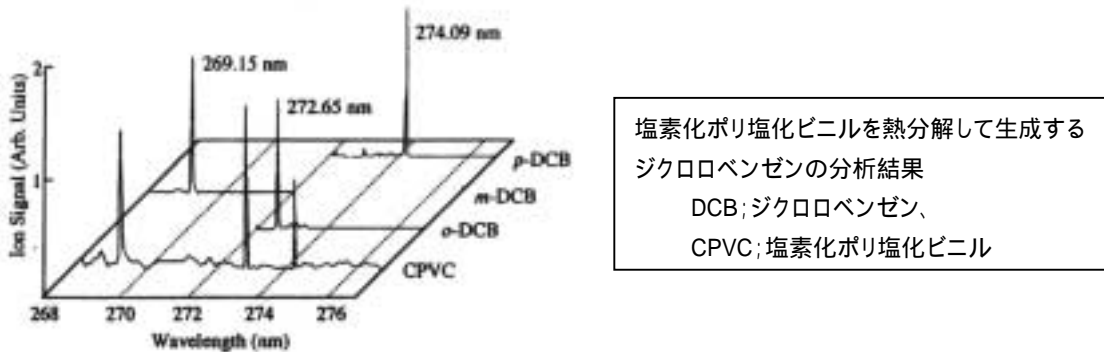 274.09 nm
269.15 nm
272.65 nm
2
1
Ion Signal (Arb. Units)
p-DCB
m-DCB
o-DCB
CPVC
268 270 272 274 276
Wavelength (nm)
塩素化ポリ塩化ビニルを熱分解して生成する
ジクロロベンゼンの分析結果
DCB;ジクロロベンゼン、
CPVC;塩素化ポリ塩化ビニル